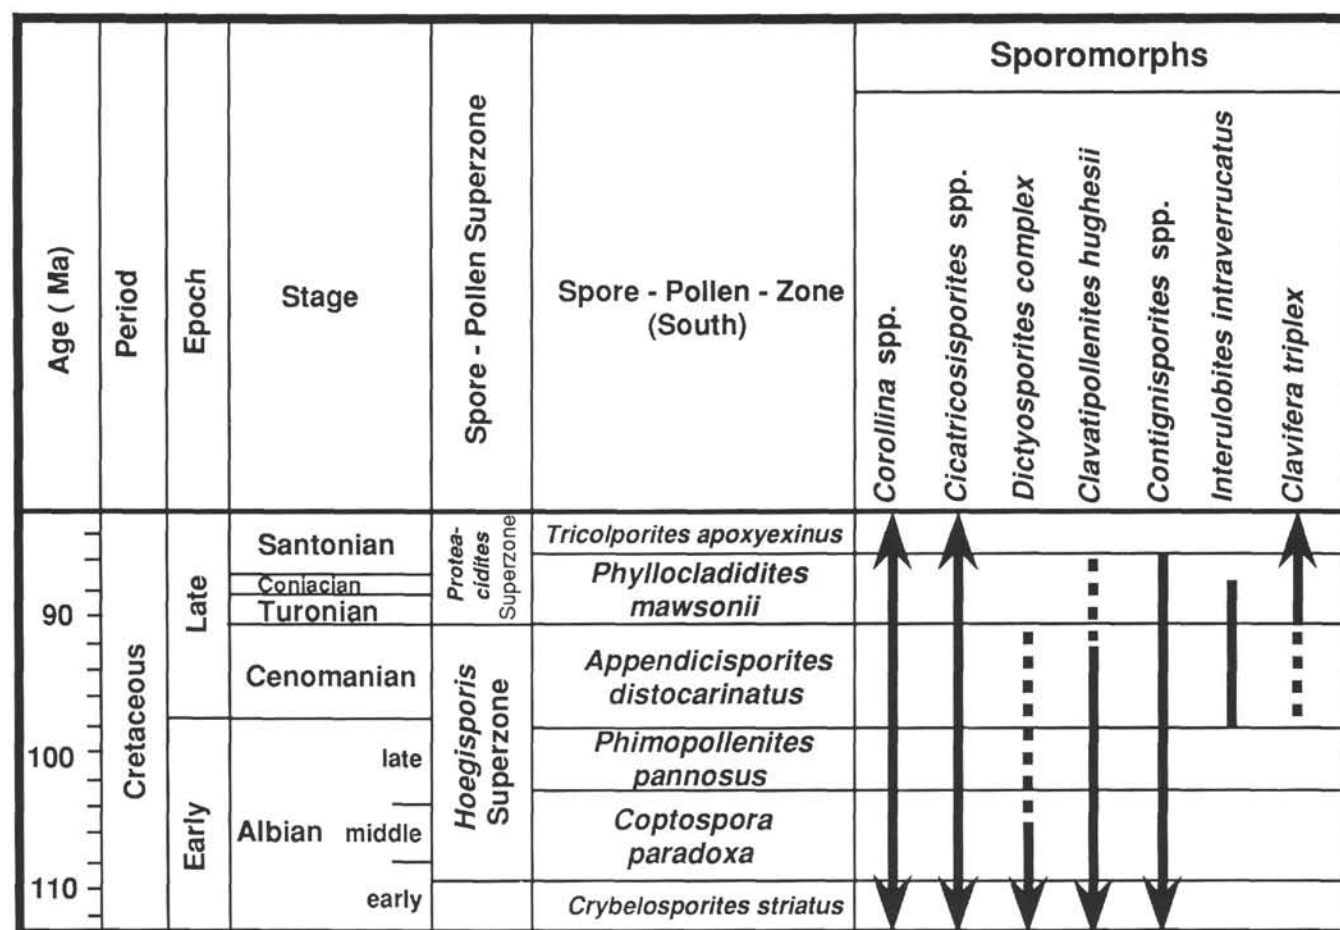 Sporomorphs
Age ( Ma)
Period
Epoch
Stage
Spore - Pollen Superzone
Spore - Pollen - Zone
(South)
Corollina spp.
Cicatricosisporites spp.
Dictyosporites complex
Clavatipollenites hughesii
Contignisporites spp.
Interulobites intraverrucatus
Clavifera triplex
90
100
110
Cretaceous
Late
Early
Santonian
Coniacian
Turonian
Cenomanian
Albian
late
middle
early
Protea-
cidites
Superzone
Hoegisporis
Superzone
Tricolporites apoxyexinus
Phyllocladidites
mawsonii
Appendicisporites
distocarinatus
Phimopollenites
pannosus
Coptospora
paradoxa
Crybelosporites striatus